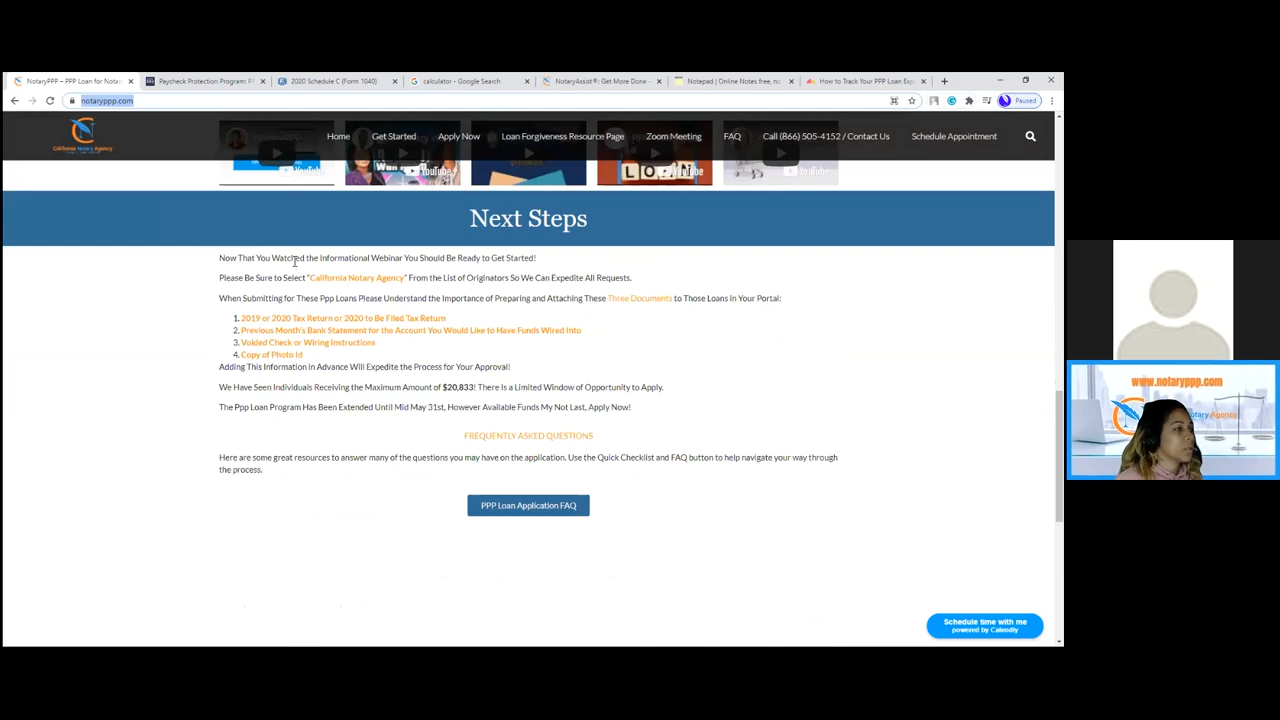 NotaryPPP – PPP Loan for Notar
Paycheck Protection Program: P
2020 Schedule C (Form 1040)
calculator - Google Search
NotaryAssist®: Get More Done –
Notepad | Online Notes free, no
How to Track Your PPP Loan Exp
notaryppp.com
Paused
California Notary Agency
Home
Get Started
Apply Now
Loan Forgiveness Resource Page
Zoom Meeting
FAQ
Call (866) 505-4152 / Contact Us
Schedule Appointment
YouTube
YouTube
YouTube
YouTube
YouTube
Next Steps
Now That You Watched the Informational Webinar You Should Be Ready to Get Started!
Please Be Sure to Select "California Notary Agency" From the List of Originators So We Can Expedite All Requests.
When Submitting for These Ppp Loans Please Understand the Importance of Preparing and Attaching These Three Documents to Those Loans in Your Portal:
1. 2019 or 2020 Tax Return or 2020 to Be Filed Tax Return
2. Previous Month's Bank Statement for the Account You Would Like to Have Funds Wired Into
3. Voided Check or Wiring Instructions
4. Copy of Photo Id
Adding This Information in Advance Will Expedite the Process for Your Approval!
We Have Seen Individuals Receiving the Maximum Amount of $20,833! There Is a Limited Window of Opportunity to Apply.
The Ppp Loan Program Has Been Extended Until Mid May 31st, However Available Funds My Not Last, Apply Now!
FREQUENTLY ASKED QUESTIONS
Here are some great resources to answer many of the questions you may have on the application. Use the Quick Checklist and FAQ button to help navigate your way through
the process.
PPP Loan Application FAQ
Schedule time with me
powered by Calendly
www.notaryppp.com
Notary Agency